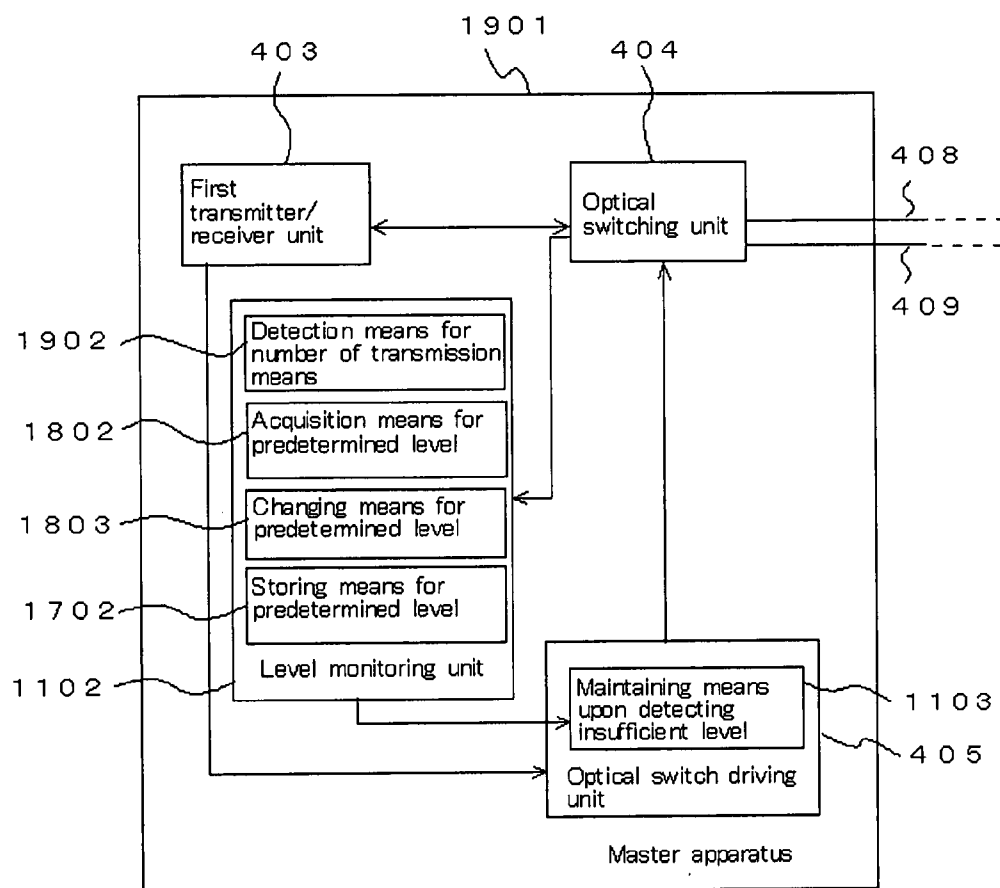 1901
403
404
408
First
transmitter/
receiver unit
Optical
switching unit
409
1902
Detection means for
number of transmission
means
1802
Acquisition means for
predetermined level
1803
Changing means for
predetermined level
1702
Storing means for
predetermined level
1102
Level monitoring unit
Maintaining means
upon detecting
insufficient level
1103
405
Optical switch driving
unit
Master apparatus